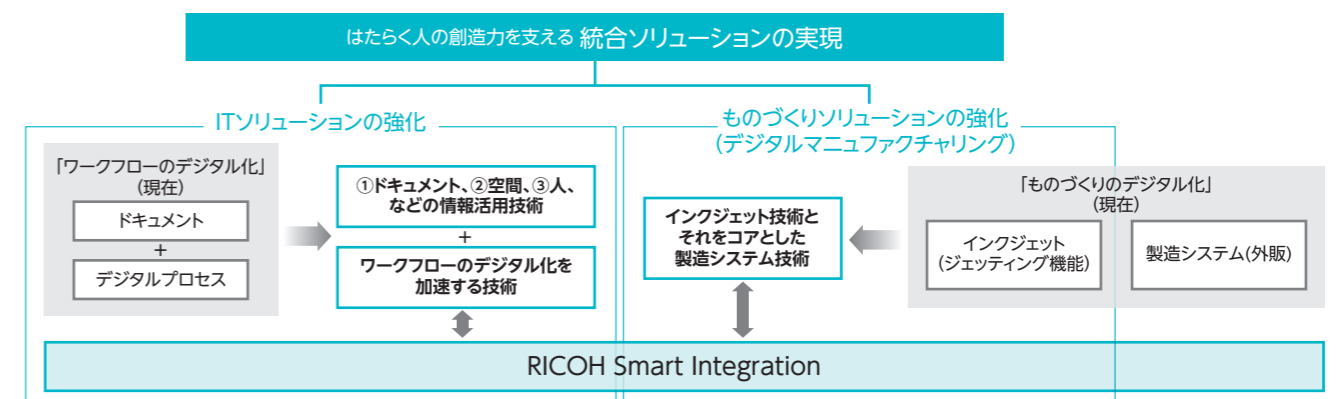 はたらく人の創造力を支える 統合ソリューションの実現
ITソリューションの強化
「ワークフローのデジタル化」
(現在)
ドキュメント
+
デジタルプロセス
①ドキュメント、②空間、③人、
などの情報活用技術
+
ワークフローのデジタル化を
加速する技術
ものづくりソリューションの強化
(デジタルマニュファクチャリング)
インクジェット技術と
それをコアとした
製造システム技術
「ものづくりのデジタル化」
(現在)
インクジェット
(ジェッティング機能)
製造システム(外販)
RICOH Smart Integration